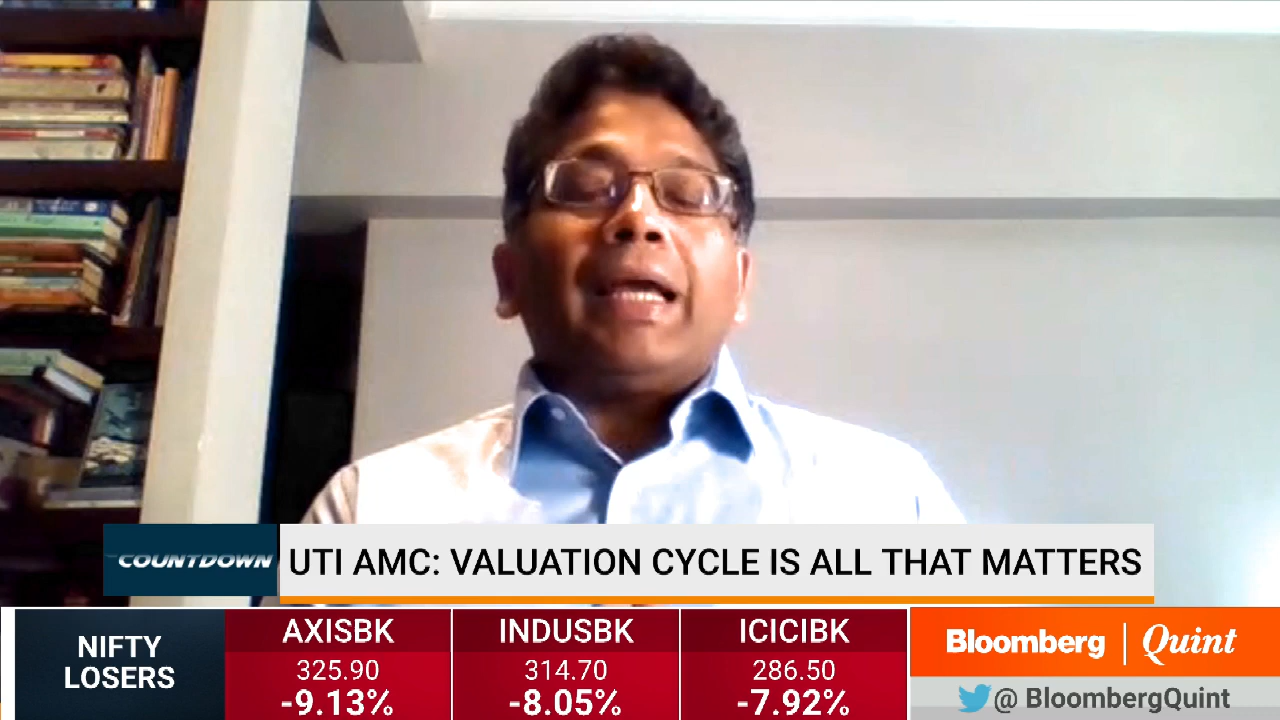 COUNTDOWN
UTI AMC: VALUATION CYCLE IS ALL THAT MATTERS
NIFTY
LOSERS
AXISBK
325.90
-9.13%
INDUSBK
314.70
-8.05%
ICICIBK
286.50
-7.92%
Bloomberg | Quint
@ BloombergQuint